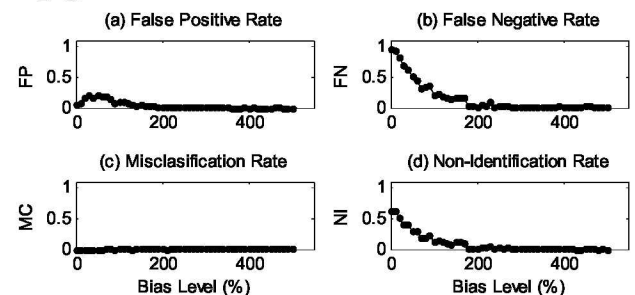 (a) False Positive Rate
(b) False Negative Rate
1
0.5
0
FP
0
200
400
1
0.5
0
FN
0
200
400
(c) Misclasification Rate
(d) Non-Identification Rate
1
0.5
0
MC
0
200
400
Bias Level (%)
1
0.5
0
NI
0
200
400
Bias Level (%)